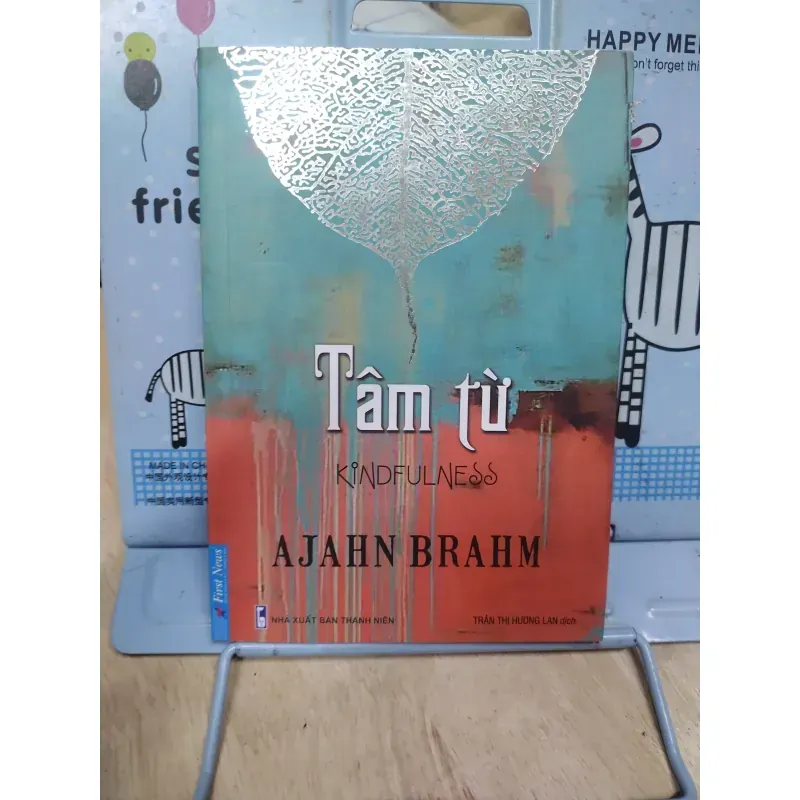 HAPPY ME
n't forget thi
s
frie
Tâm từ
KINDFULNESS
AJAHN BRAHM
MADE IN CH
First News
NHÀ XUẤT BẢN THANH NIÊN
TRẦN THỊ HƯƠNG LAN dịch